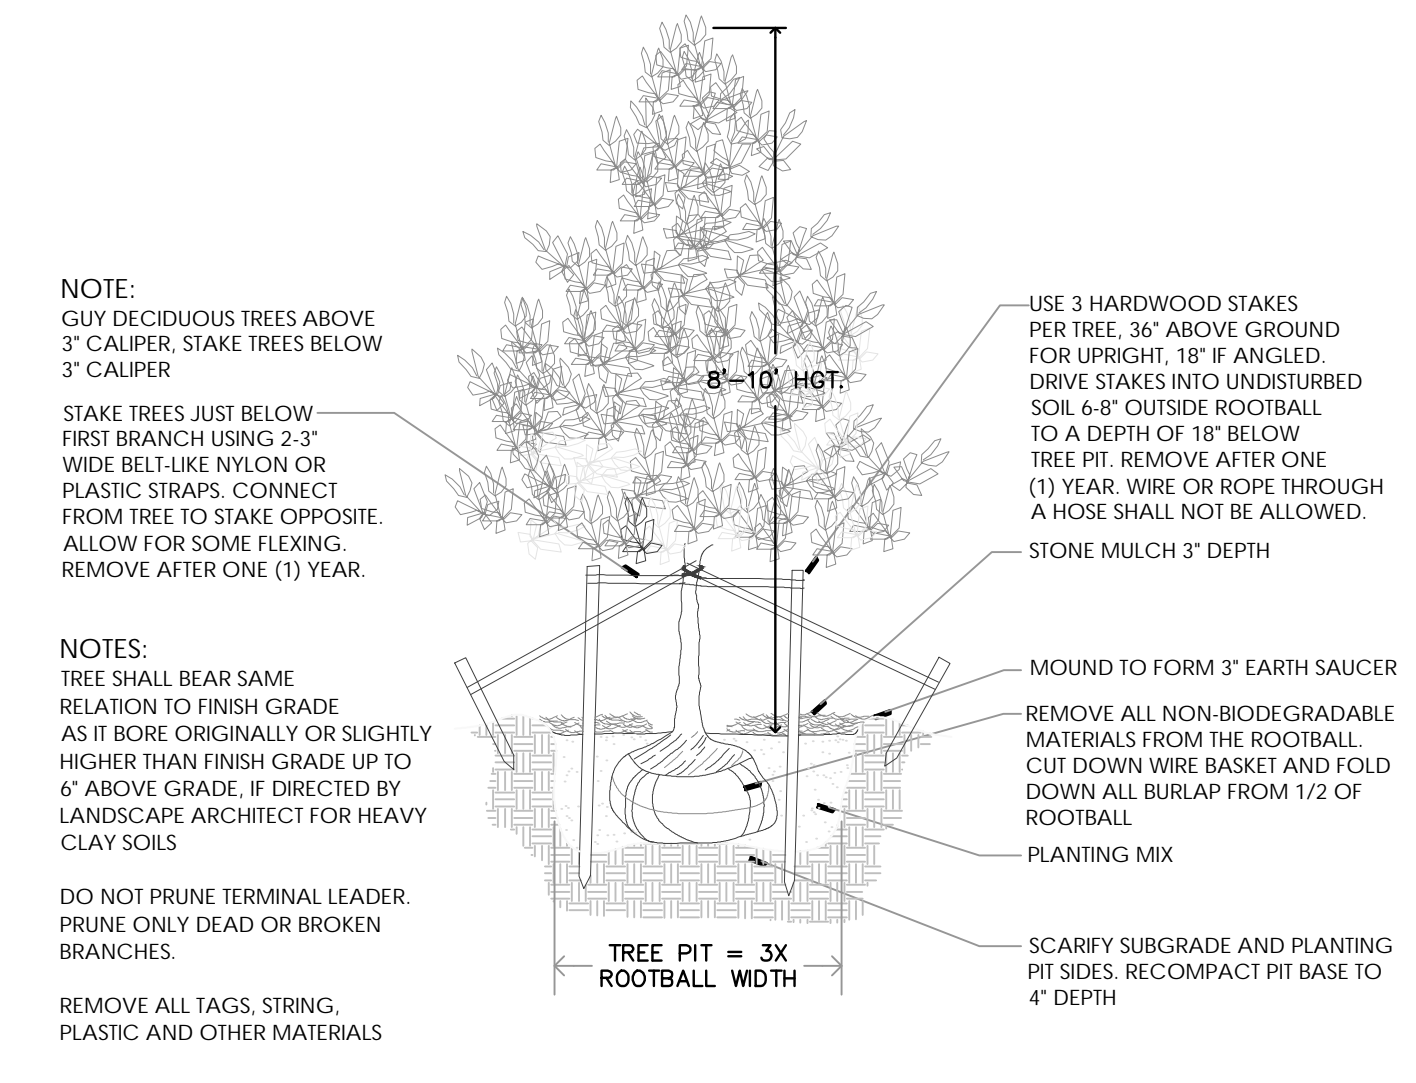 NOTE:
GUY DECIDUOUS TREES ABOVE
3" CALIPER, STAKE TREES BELOW
3" CALIPER
STAKE TREES JUST BELOW
FIRST BRANCH USING 2-3"
WIDE BELT-LIKE NYLON OR
PLASTIC STRAPS. CONNECT
FROM TREE TO STAKE OPPOSITE.
ALLOW FOR SOME FLEXING.
REMOVE AFTER ONE (1) YEAR.
NOTES:
TREE SHALL BEAR SAME
RELATION TO FINISH GRADE
AS IT BORE ORIGINALLY OR SLIGHTLY
HIGHER THAN FINISH GRADE UP TO
6" ABOVE GRADE, IF DIRECTED BY
LANDSCAPE ARCHITECT FOR HEAVY
CLAY SOILS
DO NOT PRUNE TERMINAL LEADER.
PRUNE ONLY DEAD OR BROKEN
BRANCHES.
REMOVE ALL TAGS, STRING,
PLASTIC AND OTHER MATERIALS
8'-10' HGT.
TREE PIT = 3X
ROOTBALL WIDTH
USE 3 HARDWOOD STAKES
PER TREE, 36" ABOVE GROUND
FOR UPRIGHT, 18" IF ANGLED.
DRIVE STAKES INTO UNDISTURBED
SOIL 6-8" OUTSIDE ROOTBALL
TO A DEPTH OF 18" BELOW
TREE PIT. REMOVE AFTER ONE
(1) YEAR. WIRE OR ROPE THROUGH
A HOSE SHALL NOT BE ALLOWED.
STONE MULCH 3" DEPTH
MOUND TO FORM 3" EARTH SAUCER
REMOVE ALL NON-BIODEGRADABLE
MATERIALS FROM THE ROOTBALL.
CUT DOWN WIRE BASKET AND FOLD
DOWN ALL BURLAP FROM 1/2 OF
ROOTBALL
PLANTING MIX
SCARIFY SUBGRADE AND PLANTING
PIT SIDES. RECOMPACT PIT BASE TO
4" DEPTH